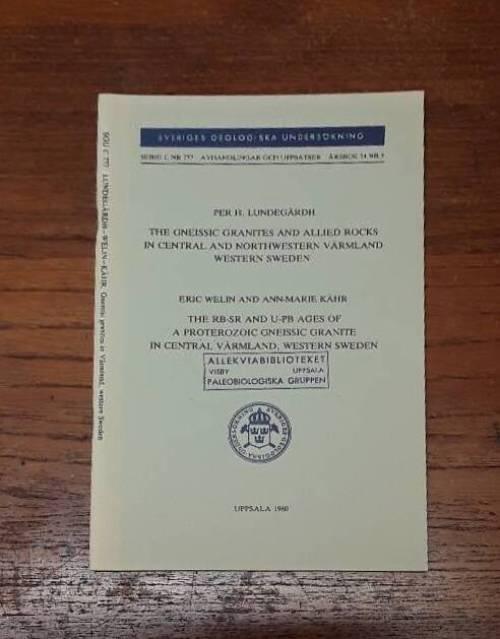 SVERIGES GEOLOGISKA UNDERSÖKNING
SERIE C NR 777 AVHANDLINGAR OCH UPPSATSER ÅRSBOK 74 NR
PER H. LUNDEGÅRDH
THE GNEISSIC GRANITES AND ALLIED ROCKS
IN CENTRAL AND NORTHWESTERN VÄRMLAND
WESTERN SWEDEN
ERIC WELIN AND ANN-MARIE KÄHR
THE RB-SR AND U-PB AGES OF
A PROTEROZOIC GNEISSIC GRANITE
IN CENTRAL VÄRMLAND, WESTERN SWEDEN
ALLEKVIABIBLIOTEKET
VISBY UPPSALA
PALEOBIOLOGISKA GRUPPEN
SVERIGES GEOLOGISKA UNDERSÖKNING
UPPSALA 1980
SGU C 777 LUNDEGÅRDH–WELIN–KÄHR, Gneissic granites in Värmland, western Sweden